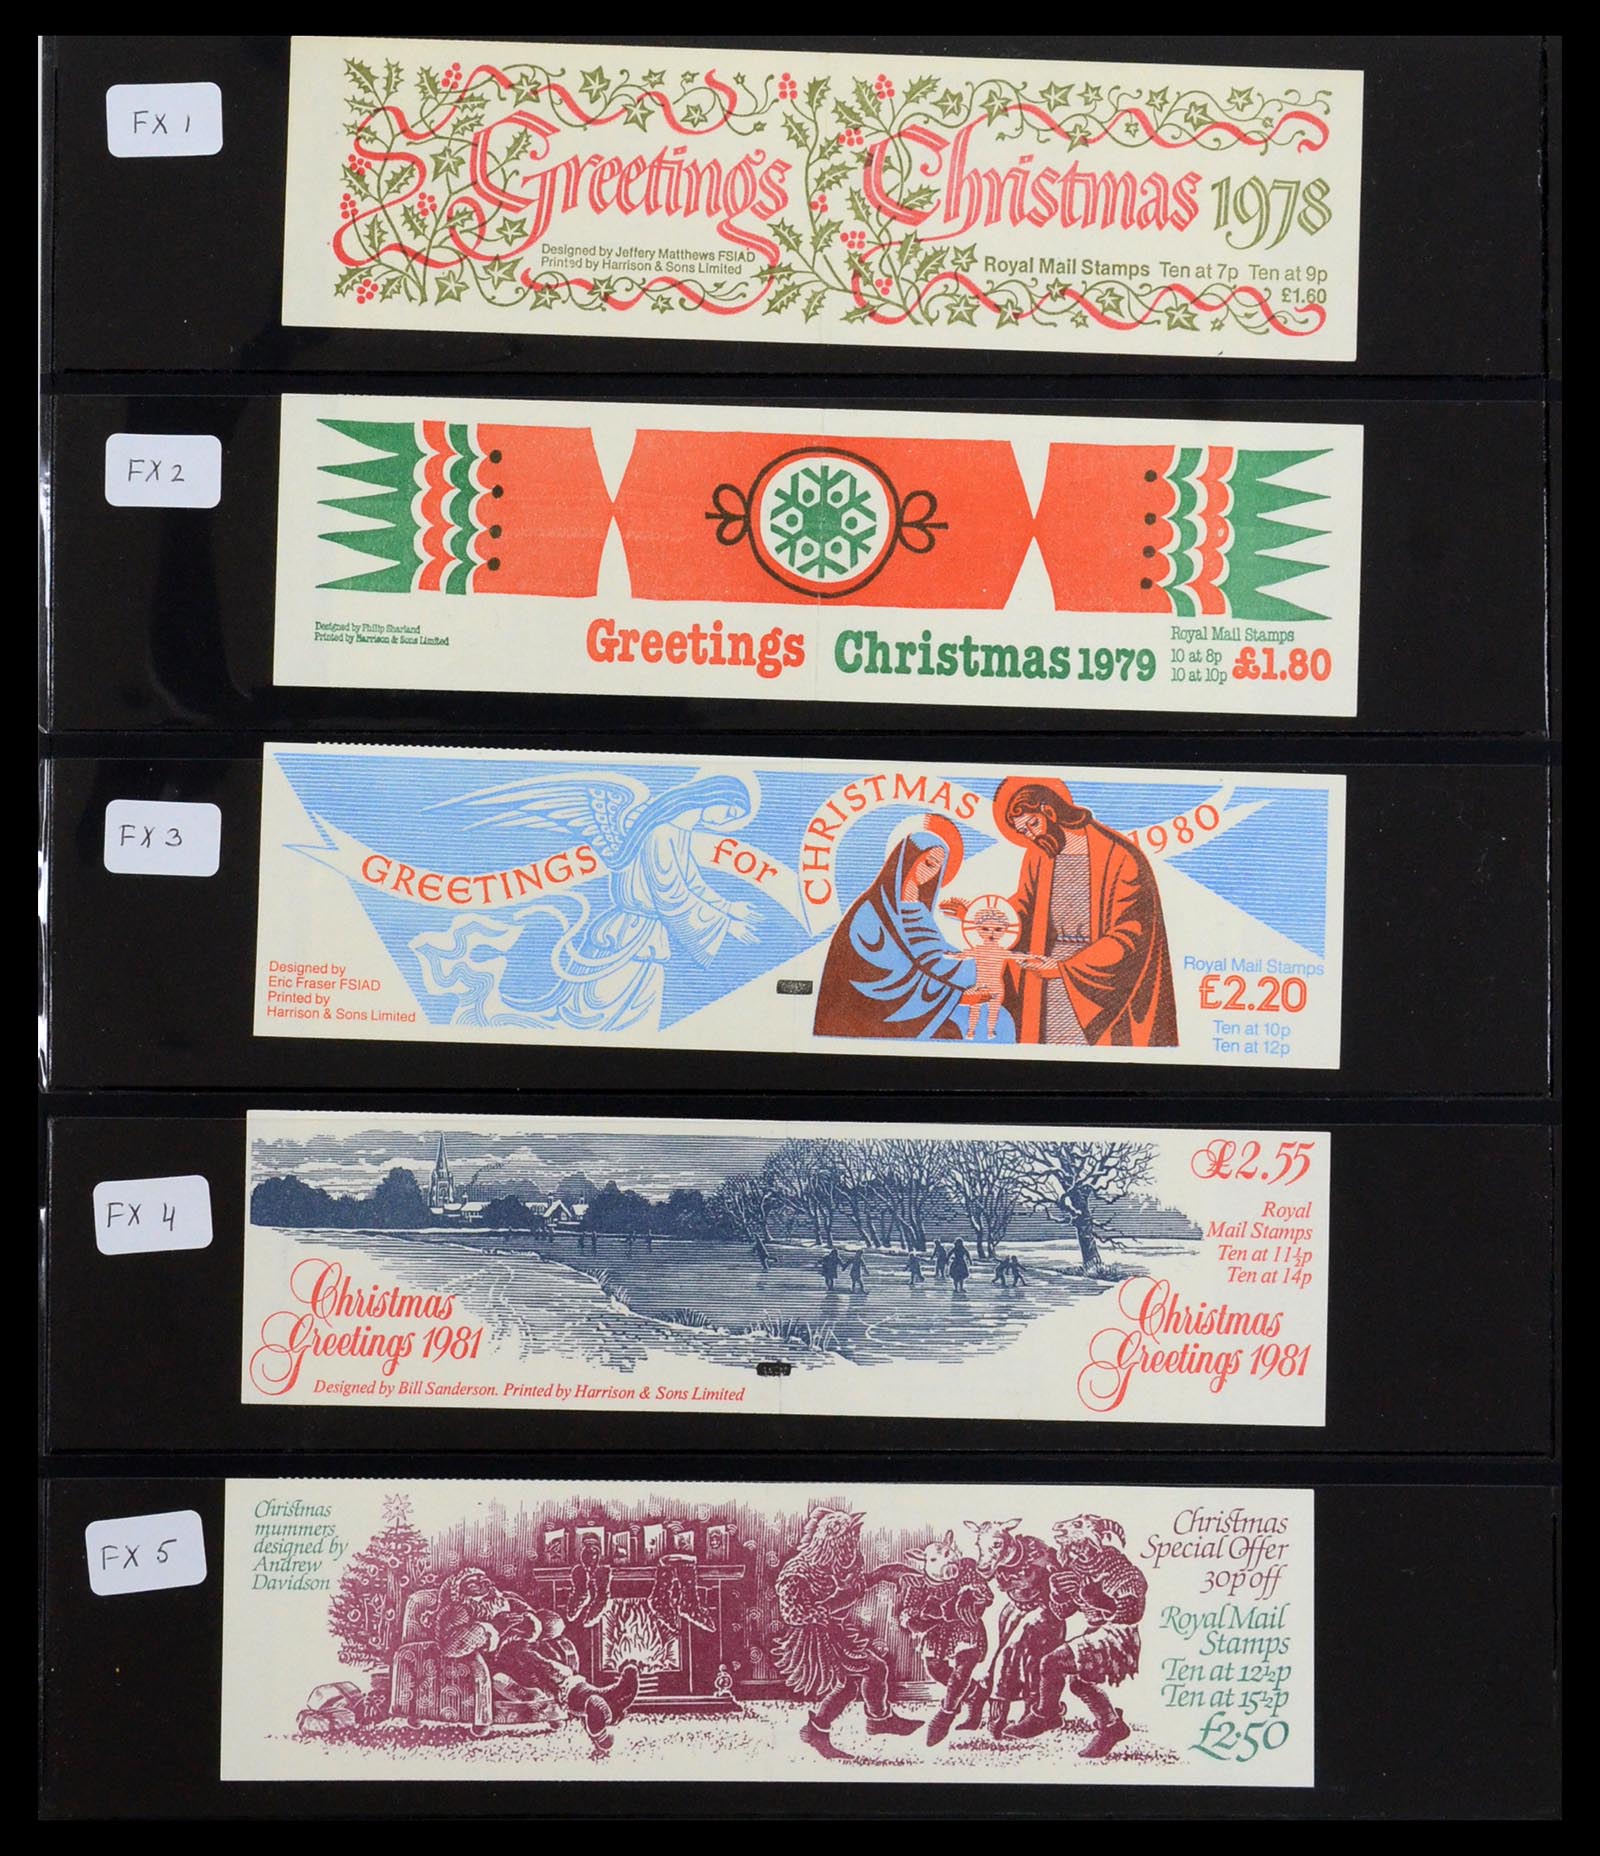 FX 1
Greetings Christmas 1978
Designed by Jeffery Matthews FSIAD
Printed by Harrison & Sons Limited
Royal Mail Stamps Ten at 7p Ten at 9p
£1.60
FX 2
Designed by Philip Sharland
Printed by Harrison & Sons Limited
Greetings Christmas 1979
Royal Mail Stamps
10 at 8p
10 at 10p
£1.80
FX 3
GREETINGS for CHRISTMAS 1980
Designed by
Eric Fraser FSIAD
Printed by
Harrison & Sons Limited
Royal Mail Stamps
£2.20
Ten at 10p
Ten at 12p
FX 4
£2.55
Royal
Mail Stamps
Ten at 11½p
Ten at 14p
Christmas
Greetings 1981
Christmas
Greetings 1981
Designed by Bill Sanderson. Printed by Harrison & Sons Limited
FX 5
Christmas
mummers
designed by
Andrew
Davidson
Christmas
Special Offer
30p off
Royal Mail
Stamps
Ten at 12½p
Ten at 15½p
£2·50